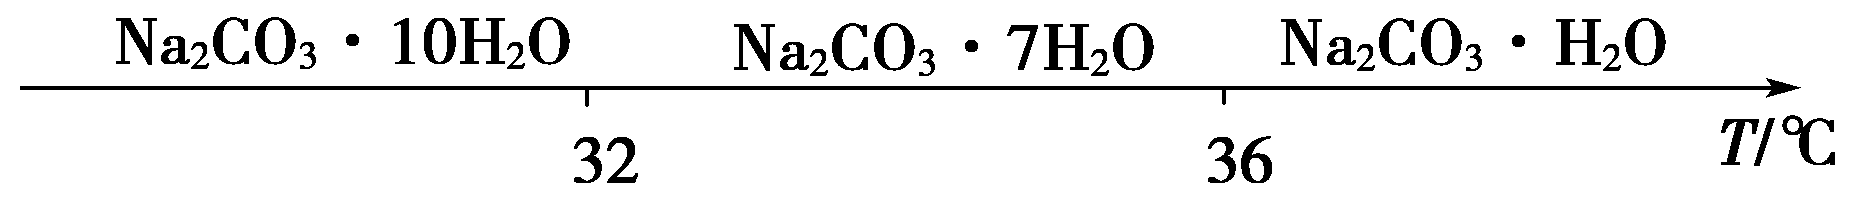 Na₂CO₃·10H₂O Na₂CO₃·7H₂O Na₂CO₃·H₂O
32 36 T/℃